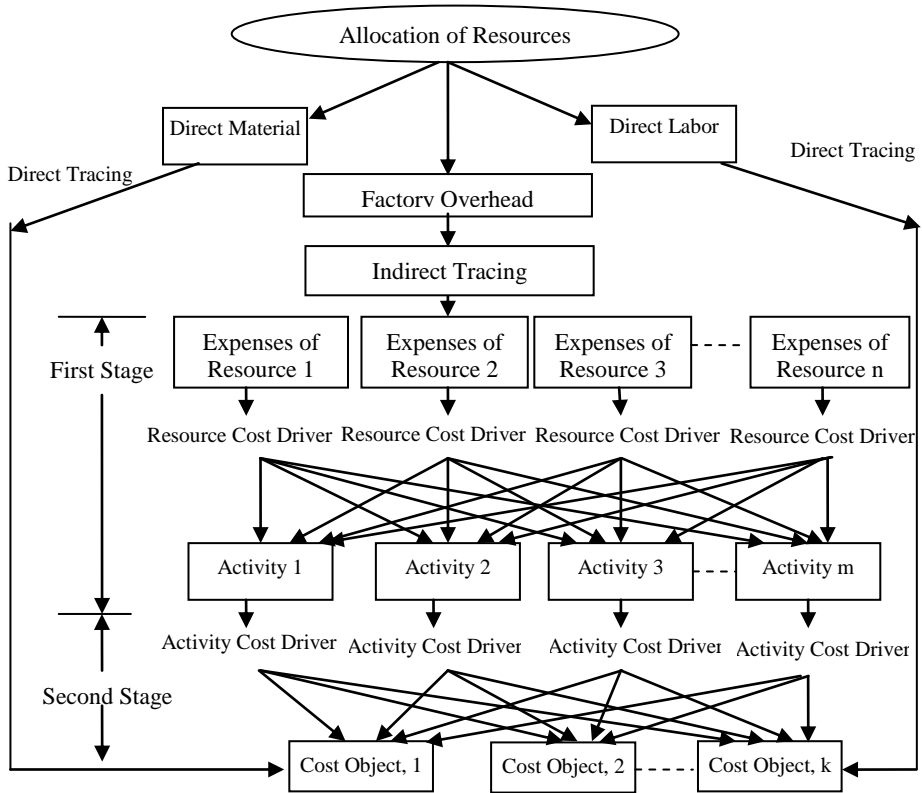 Allocation of Resources
Direct Material
Direct Labor
Direct Tracing
Direct Tracing
Factory Overhead
Indirect Tracing
First Stage
Expenses of
Resource 1
Expenses of
Resource 2
Expenses of
Resource 3
Expenses of
Resource n
Resource Cost Driver
Resource Cost Driver
Resource Cost Driver
Resource Cost Driver
Activity 1
Activity 2
Activity 3
Activity m
Activity Cost Driver
Activity Cost Driver
Activity Cost Driver
Activity Cost Driver
Second Stage
Cost Object, 1
Cost Object, 2
Cost Object, k